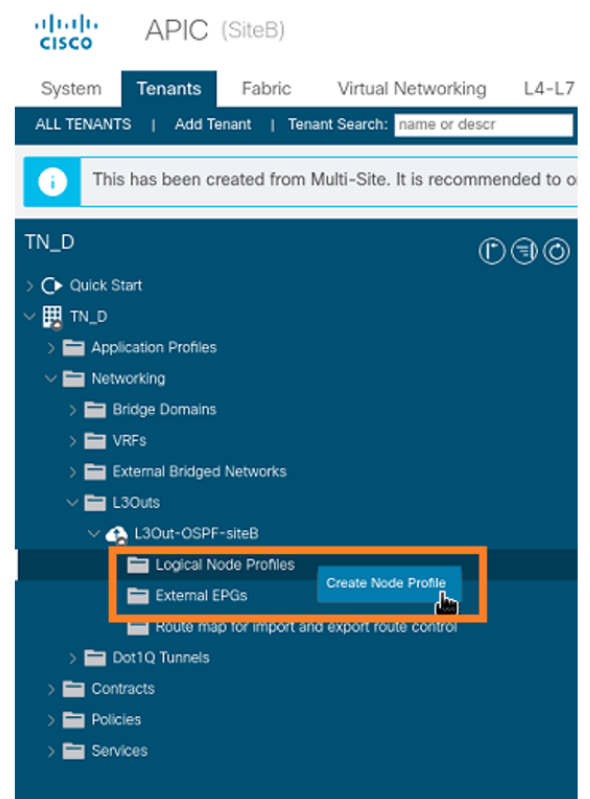 CISCO
APIC (SiteB)
System Tenants Fabric Virtual Networking L4-L7
ALL TENANTS | Add Tenant | Tenant Search: name or descr
This has been created from Multi-Site. It is recommended to o
TN_D
Quick Start
TN_D
Application Profiles
Networking
Bridge Domains
VRFs
External Bridged Networks
L3Outs
L3Out-OSPF-siteB
Logical Node Profiles
Create Node Profile
External EPGs
Route map for import and export route control
Dot1Q Tunnels
Contracts
Policies
Services